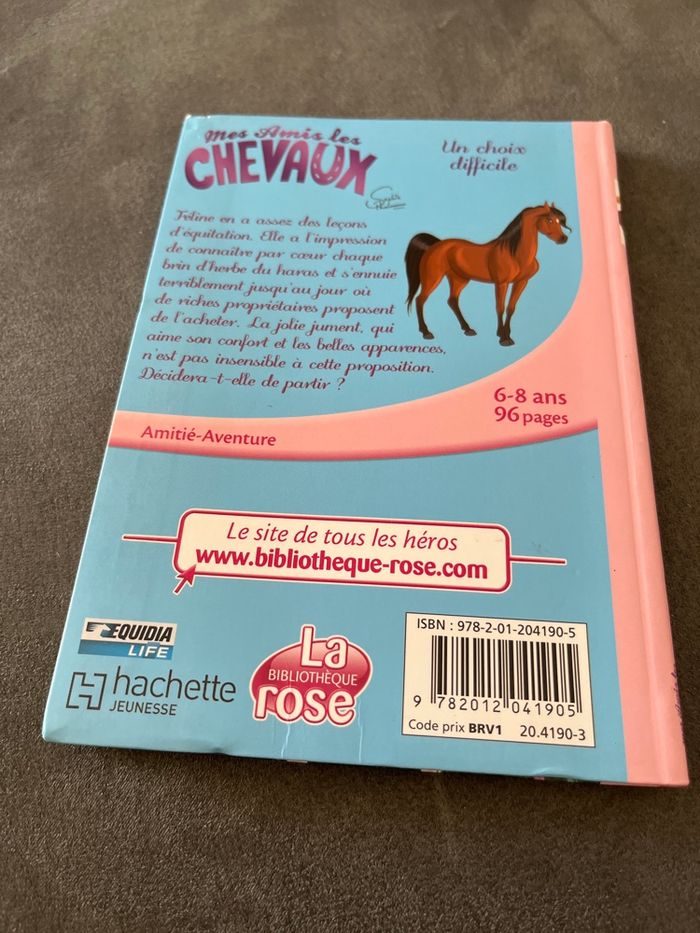 Mes Amis les
CHEVAUX
Un choix
difficile
Féline en a assez des leçons
d'équitation. Elle a l'impression
de connaître par cœur chaque
brin d'herbe du haras et s'ennuie
terriblement jusqu'au jour où
de riches propriétaires proposent
de l'acheter. La jolie jument, qui
aime son confort et les belles apparences,
n'est pas insensible à cette proposition.
Décidera-t-elle de partir ?
6-8 ans
96 pages
Amitié-Aventure
Le site de tous les héros
www.bibliotheque-rose.com
EQUIDIA
LIFE
hachette
JEUNESSE
La
BIBLIOTHÈQUE
rose
ISBN : 978-2-01-204190-5
9 782012 041905
Code prix BRV1 20.4190-3